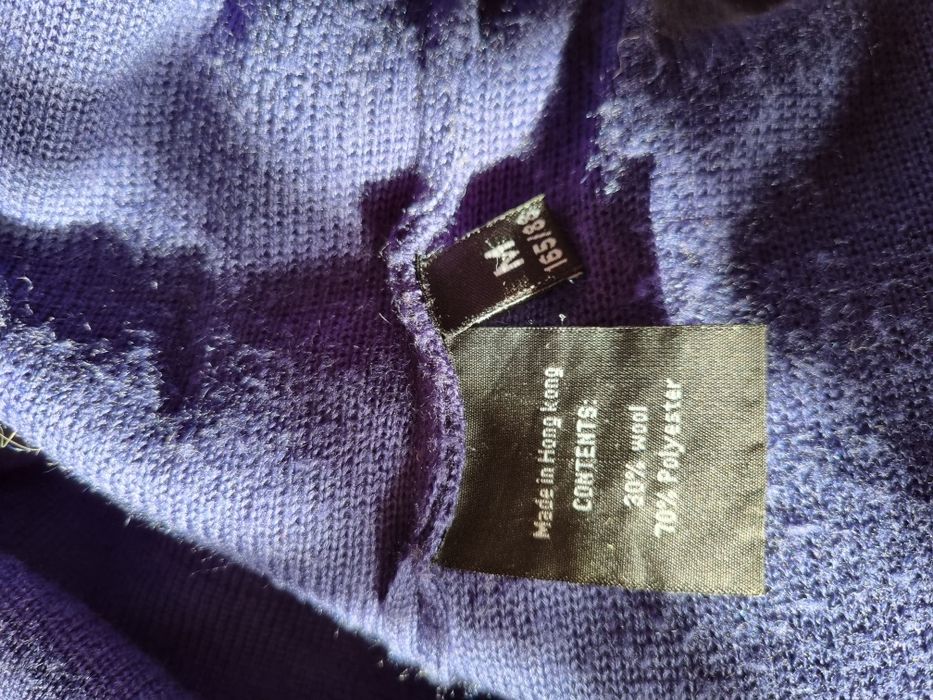 M
165/88
Made in Hong kong
CONTENTS:
30% wool
70% Polyester